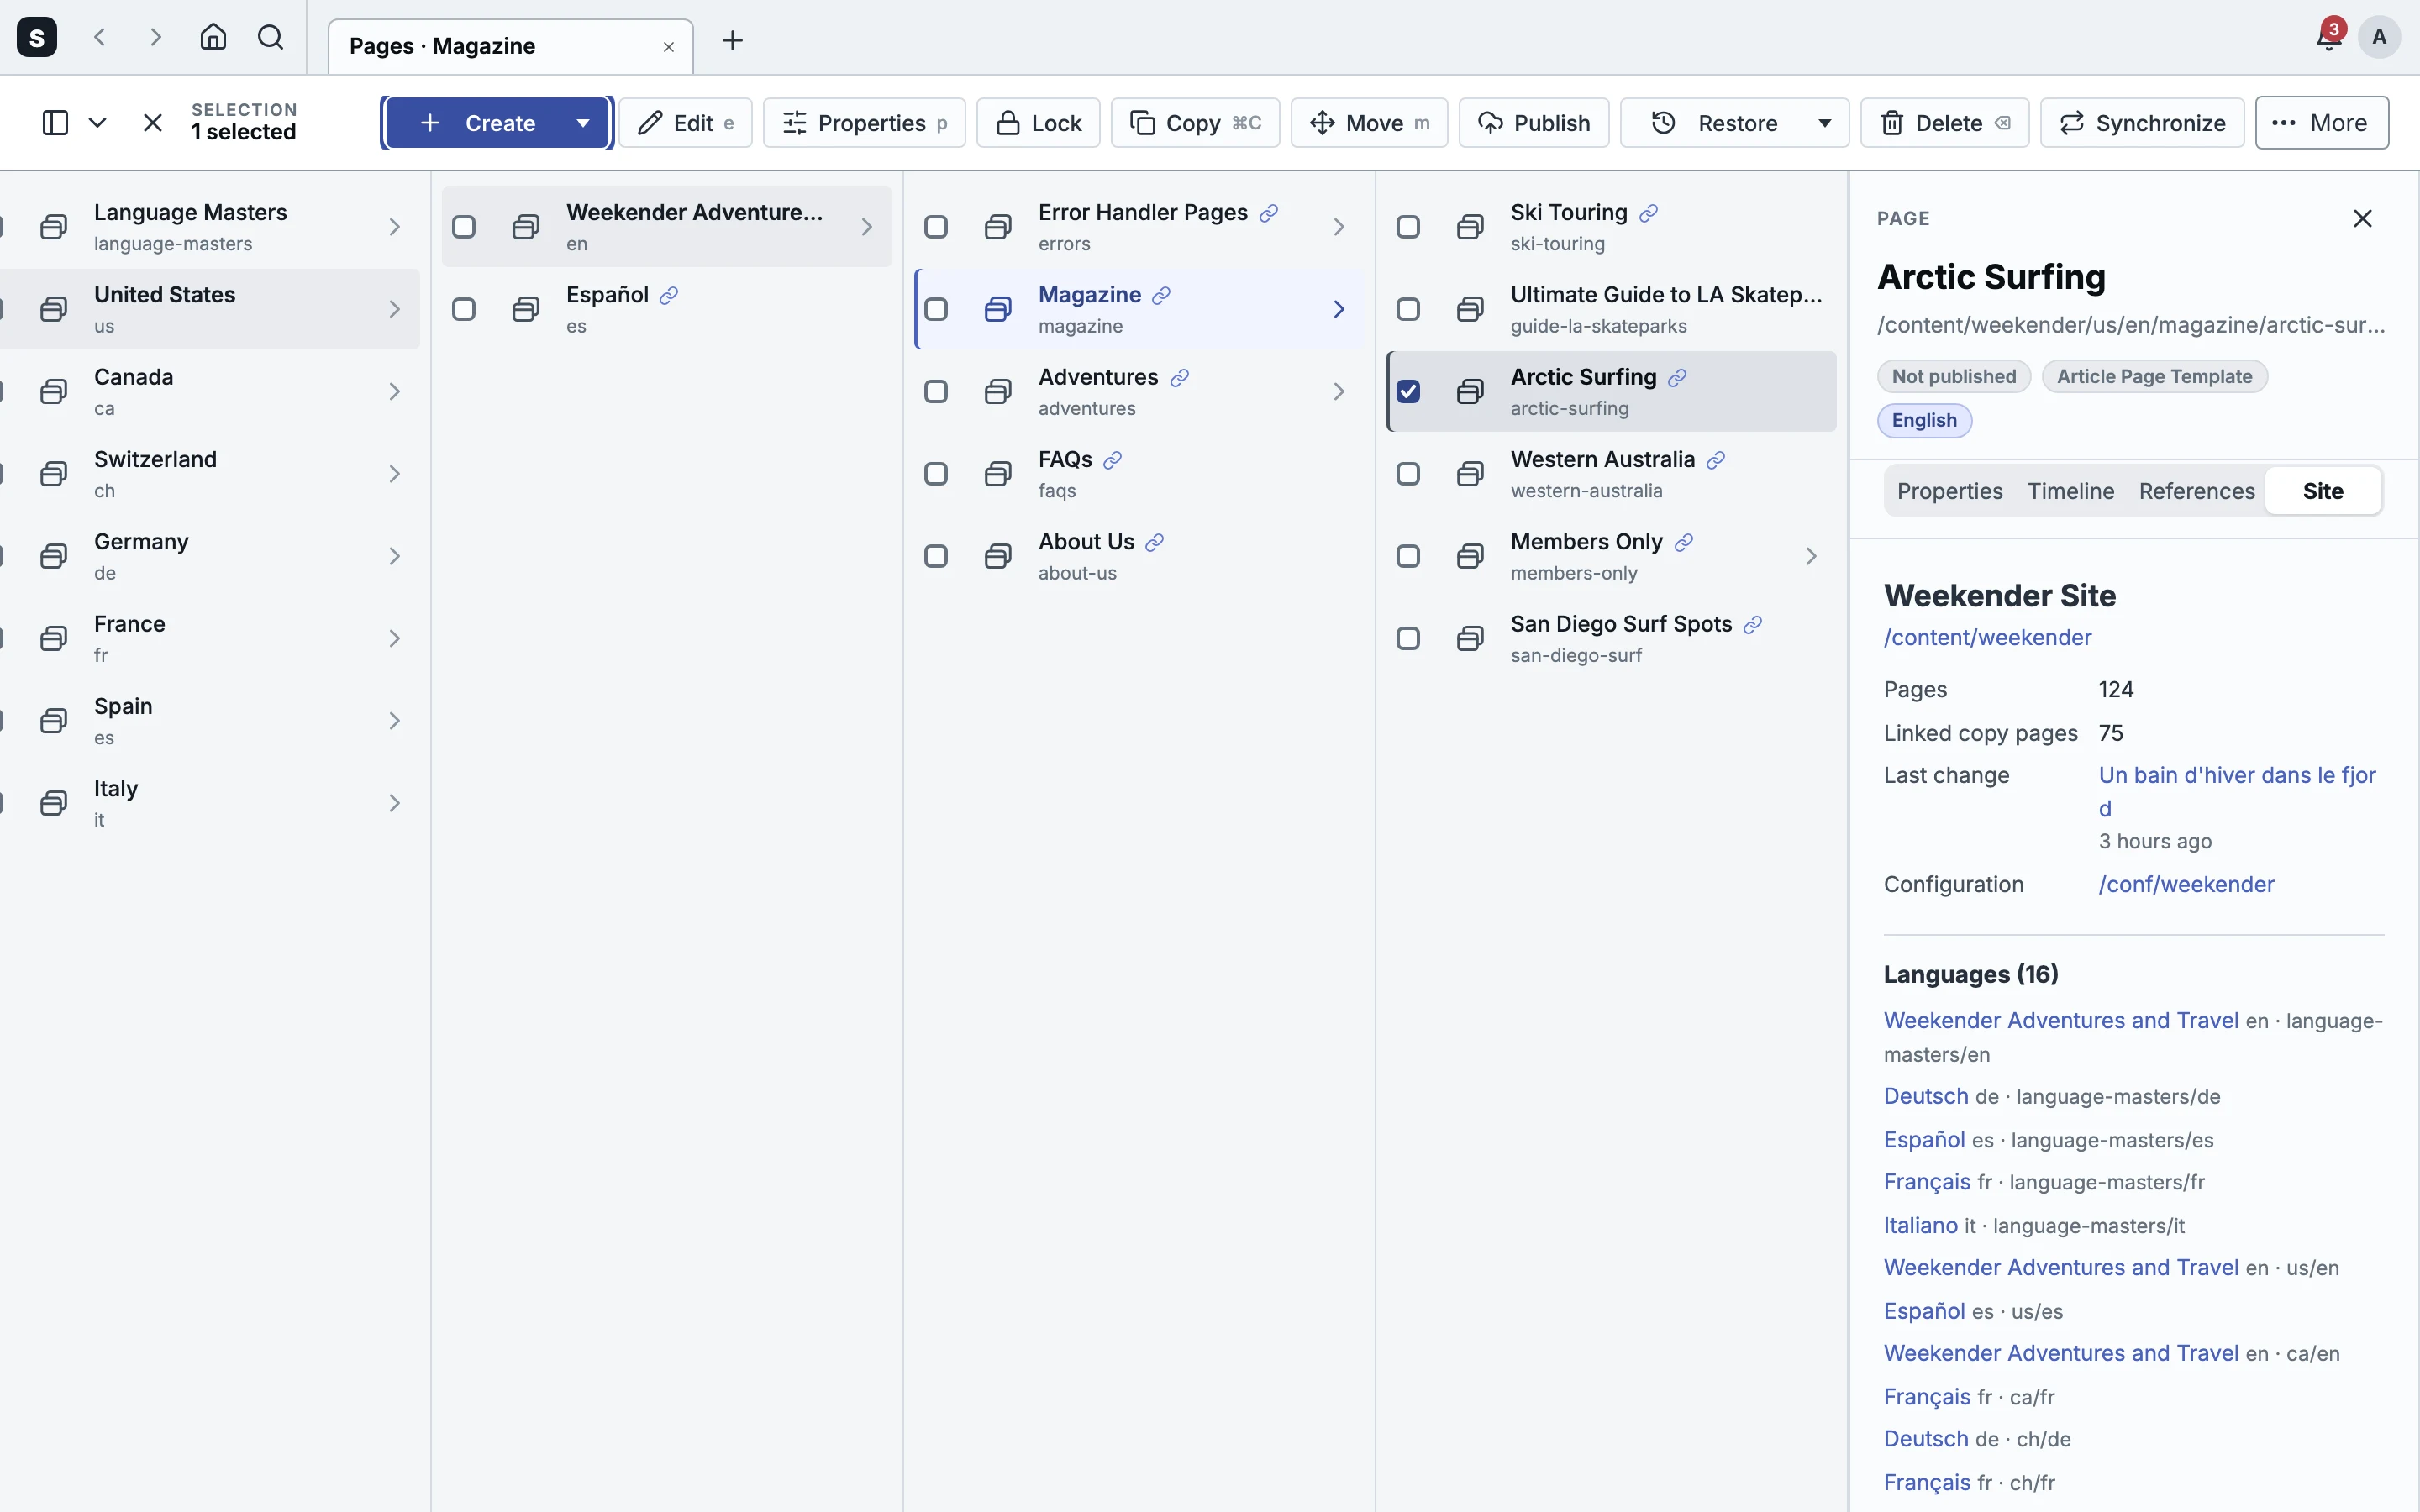 S
Pages · Magazine
3
A
SELECTION
1 selected
Create
Edit e
Properties p
Lock
Copy ⌘C
Move m
Publish
Restore
Delete
Synchronize
More
Language Masters
language-masters
United States
us
Canada
ca
Switzerland
ch
Germany
de
France
fr
Spain
es
Italy
it
Weekender Adventure...
en
Español
es
Error Handler Pages
errors
Magazine
magazine
Adventures
adventures
FAQs
faqs
About Us
about-us
Ski Touring
ski-touring
Ultimate Guide to LA Skatep...
guide-la-skateparks
Arctic Surfing
arctic-surfing
Western Australia
western-australia
Members Only
members-only
San Diego Surf Spots
san-diego-surf
PAGE
Arctic Surfing
/content/weekender/us/en/magazine/arctic-sur...
Not published
Article Page Template
English
Properties
Timeline
References
Site
Weekender Site
/content/weekender
Pages 124
Linked copy pages 75
Last change Un bain d'hiver dans le fjor
d
3 hours ago
Configuration /conf/weekender
Languages (16)
Weekender Adventures and Travel en · language-
masters/en
Deutsch de · language-masters/de
Español es · language-masters/es
Français fr · language-masters/fr
Italiano it · language-masters/it
Weekender Adventures and Travel en · us/en
Español es · us/es
Weekender Adventures and Travel en · ca/en
Français fr · ca/fr
Deutsch de · ch/de
Français fr · ch/fr